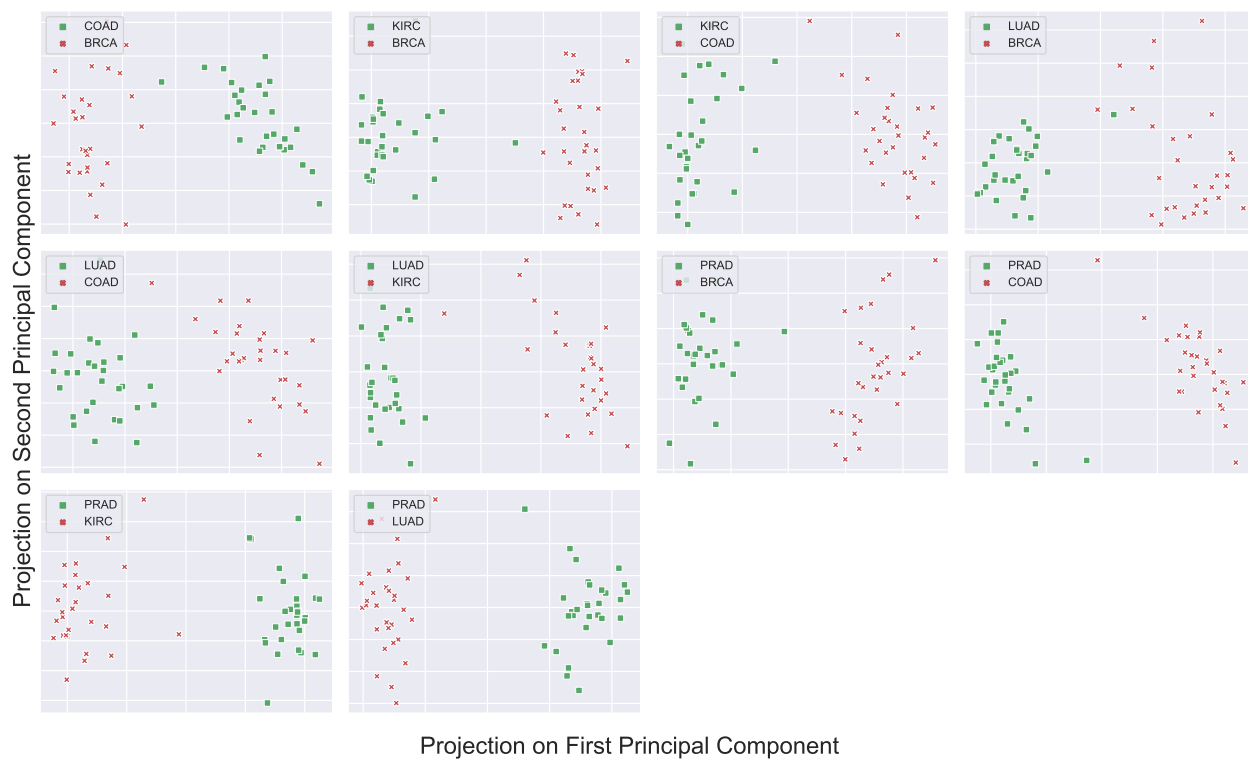 COAD
BRCA
KIRC
BRCA
KIRC
COAD
LUAD
BRCA
LUAD
COAD
LUAD
KIRC
PRAD
BRCA
PRAD
COAD
PRAD
KIRC
PRAD
LUAD
Projection on Second Principal Component
Projection on First Principal Component